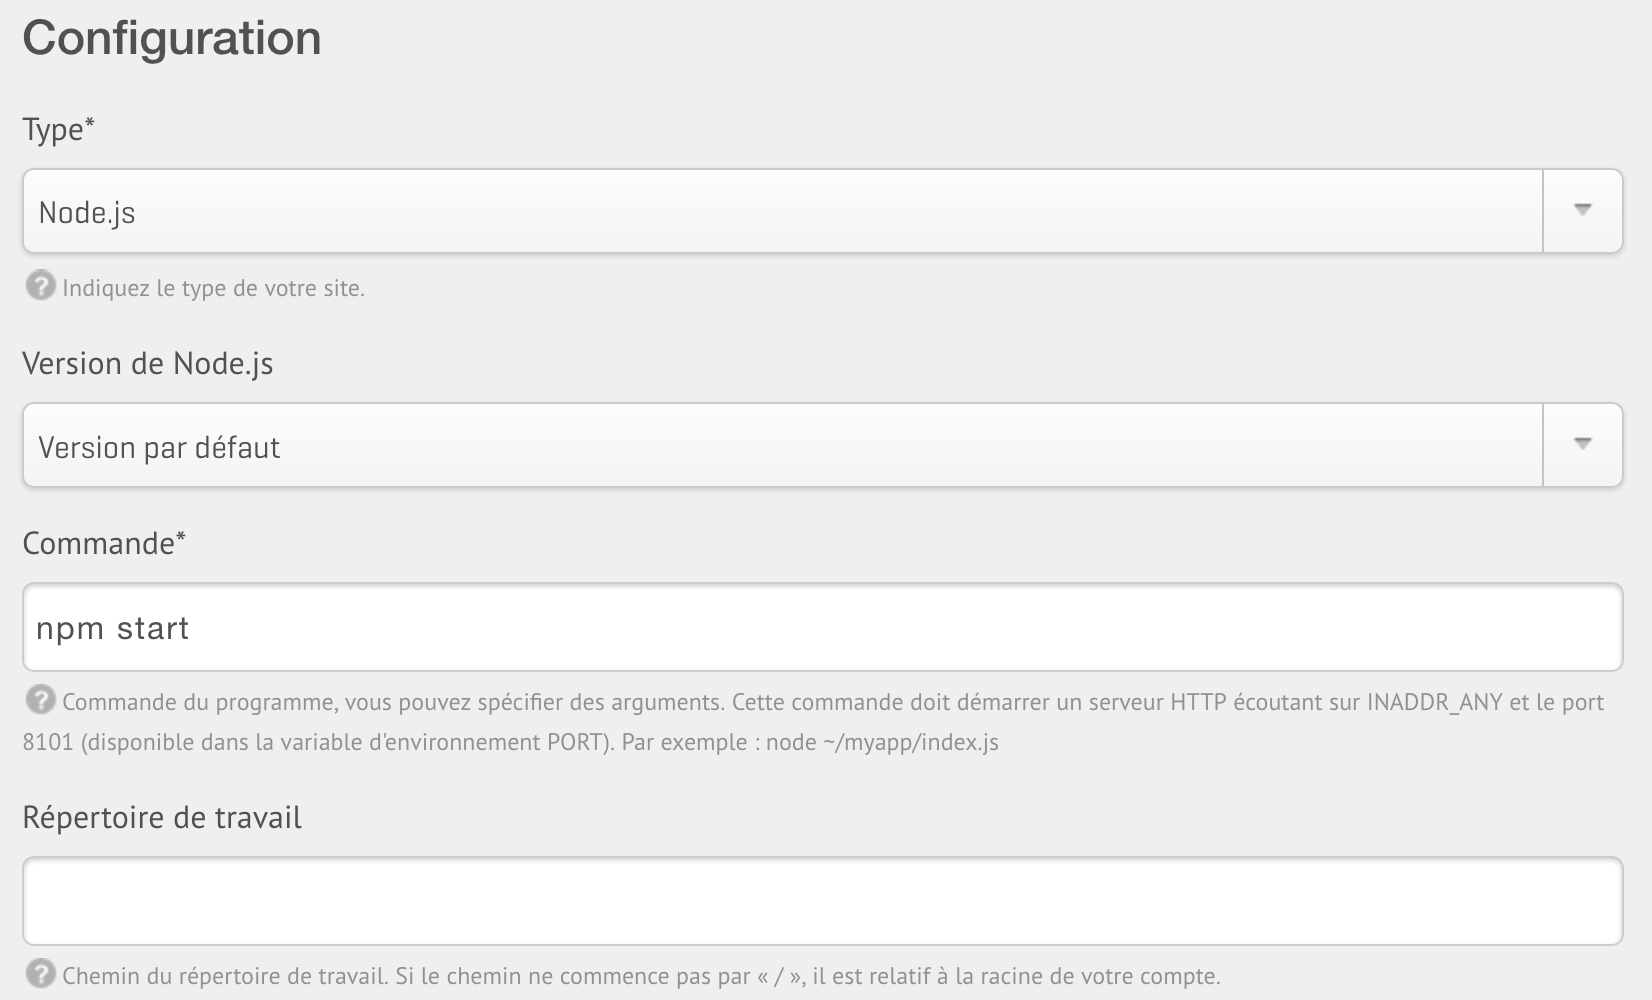 Configuration
Type*
Node.js
Indiquez le type de votre site.
Version de Node.js
Version par défaut
Commande*
npm start
Commande du programme, vous pouvez spécifier des arguments. Cette commande doit démarrer un serveur HTTP écoutant sur INADDR_ANY et le port
8101 (disponible dans la variable d'environnement PORT). Par exemple : node ~/myapp/index.js
Répertoire de travail
Chemin du répertoire de travail. Si le chemin ne commence pas par « / », il est relatif à la racine de votre compte.